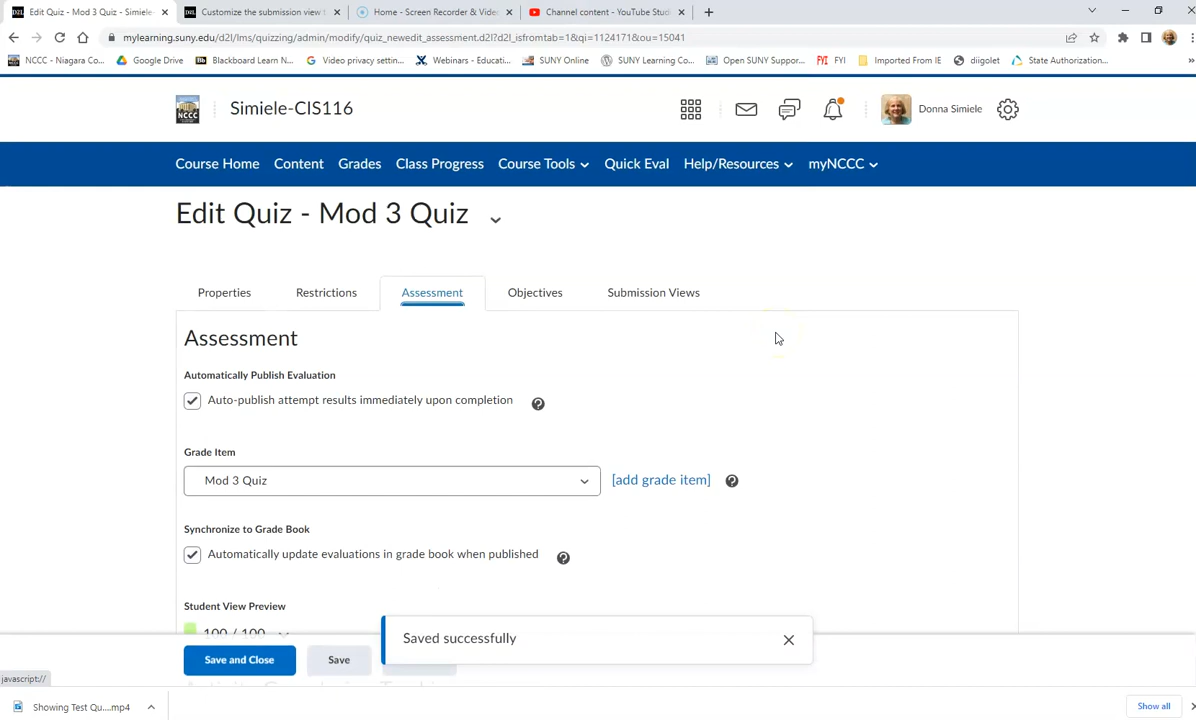 Edit Quiz - Mod 3 Quiz - Simiele-
Customize the submission view
Home - Screen Recorder & Video
Channel content - YouTube Studi
mylearning.suny.edu/d2l/lms/quizzing/admin/modify/quiz_newedit_assessment.d2l?d2l_isfromtab=1&qi=1124171&ou=15041
NCCC - Niagara Co...
Google Drive
Blackboard Learn N...
Video privacy settin...
Webinars - Educati...
SUNY Online
SUNY Learning Co...
Open SUNY Suppor...
FYI FYI
Imported From IE
diigolet
State Authorization...
NCCC
Simiele-CIS116
Donna Simiele
Course Home
Content
Grades
Class Progress
Course Tools
Quick Eval
Help/Resources
myNCCC
Edit Quiz - Mod 3 Quiz
Properties
Restrictions
Assessment
Objectives
Submission Views
Assessment
Automatically Publish Evaluation
Auto-publish attempt results immediately upon completion
Grade Item
Mod 3 Quiz
[add grade item]
Synchronize to Grade Book
Automatically update evaluations in grade book when published
Student View Preview
100 / 100
Saved successfully
Save and Close
Save
javascript://
Showing Test Qu....mp4
Show all